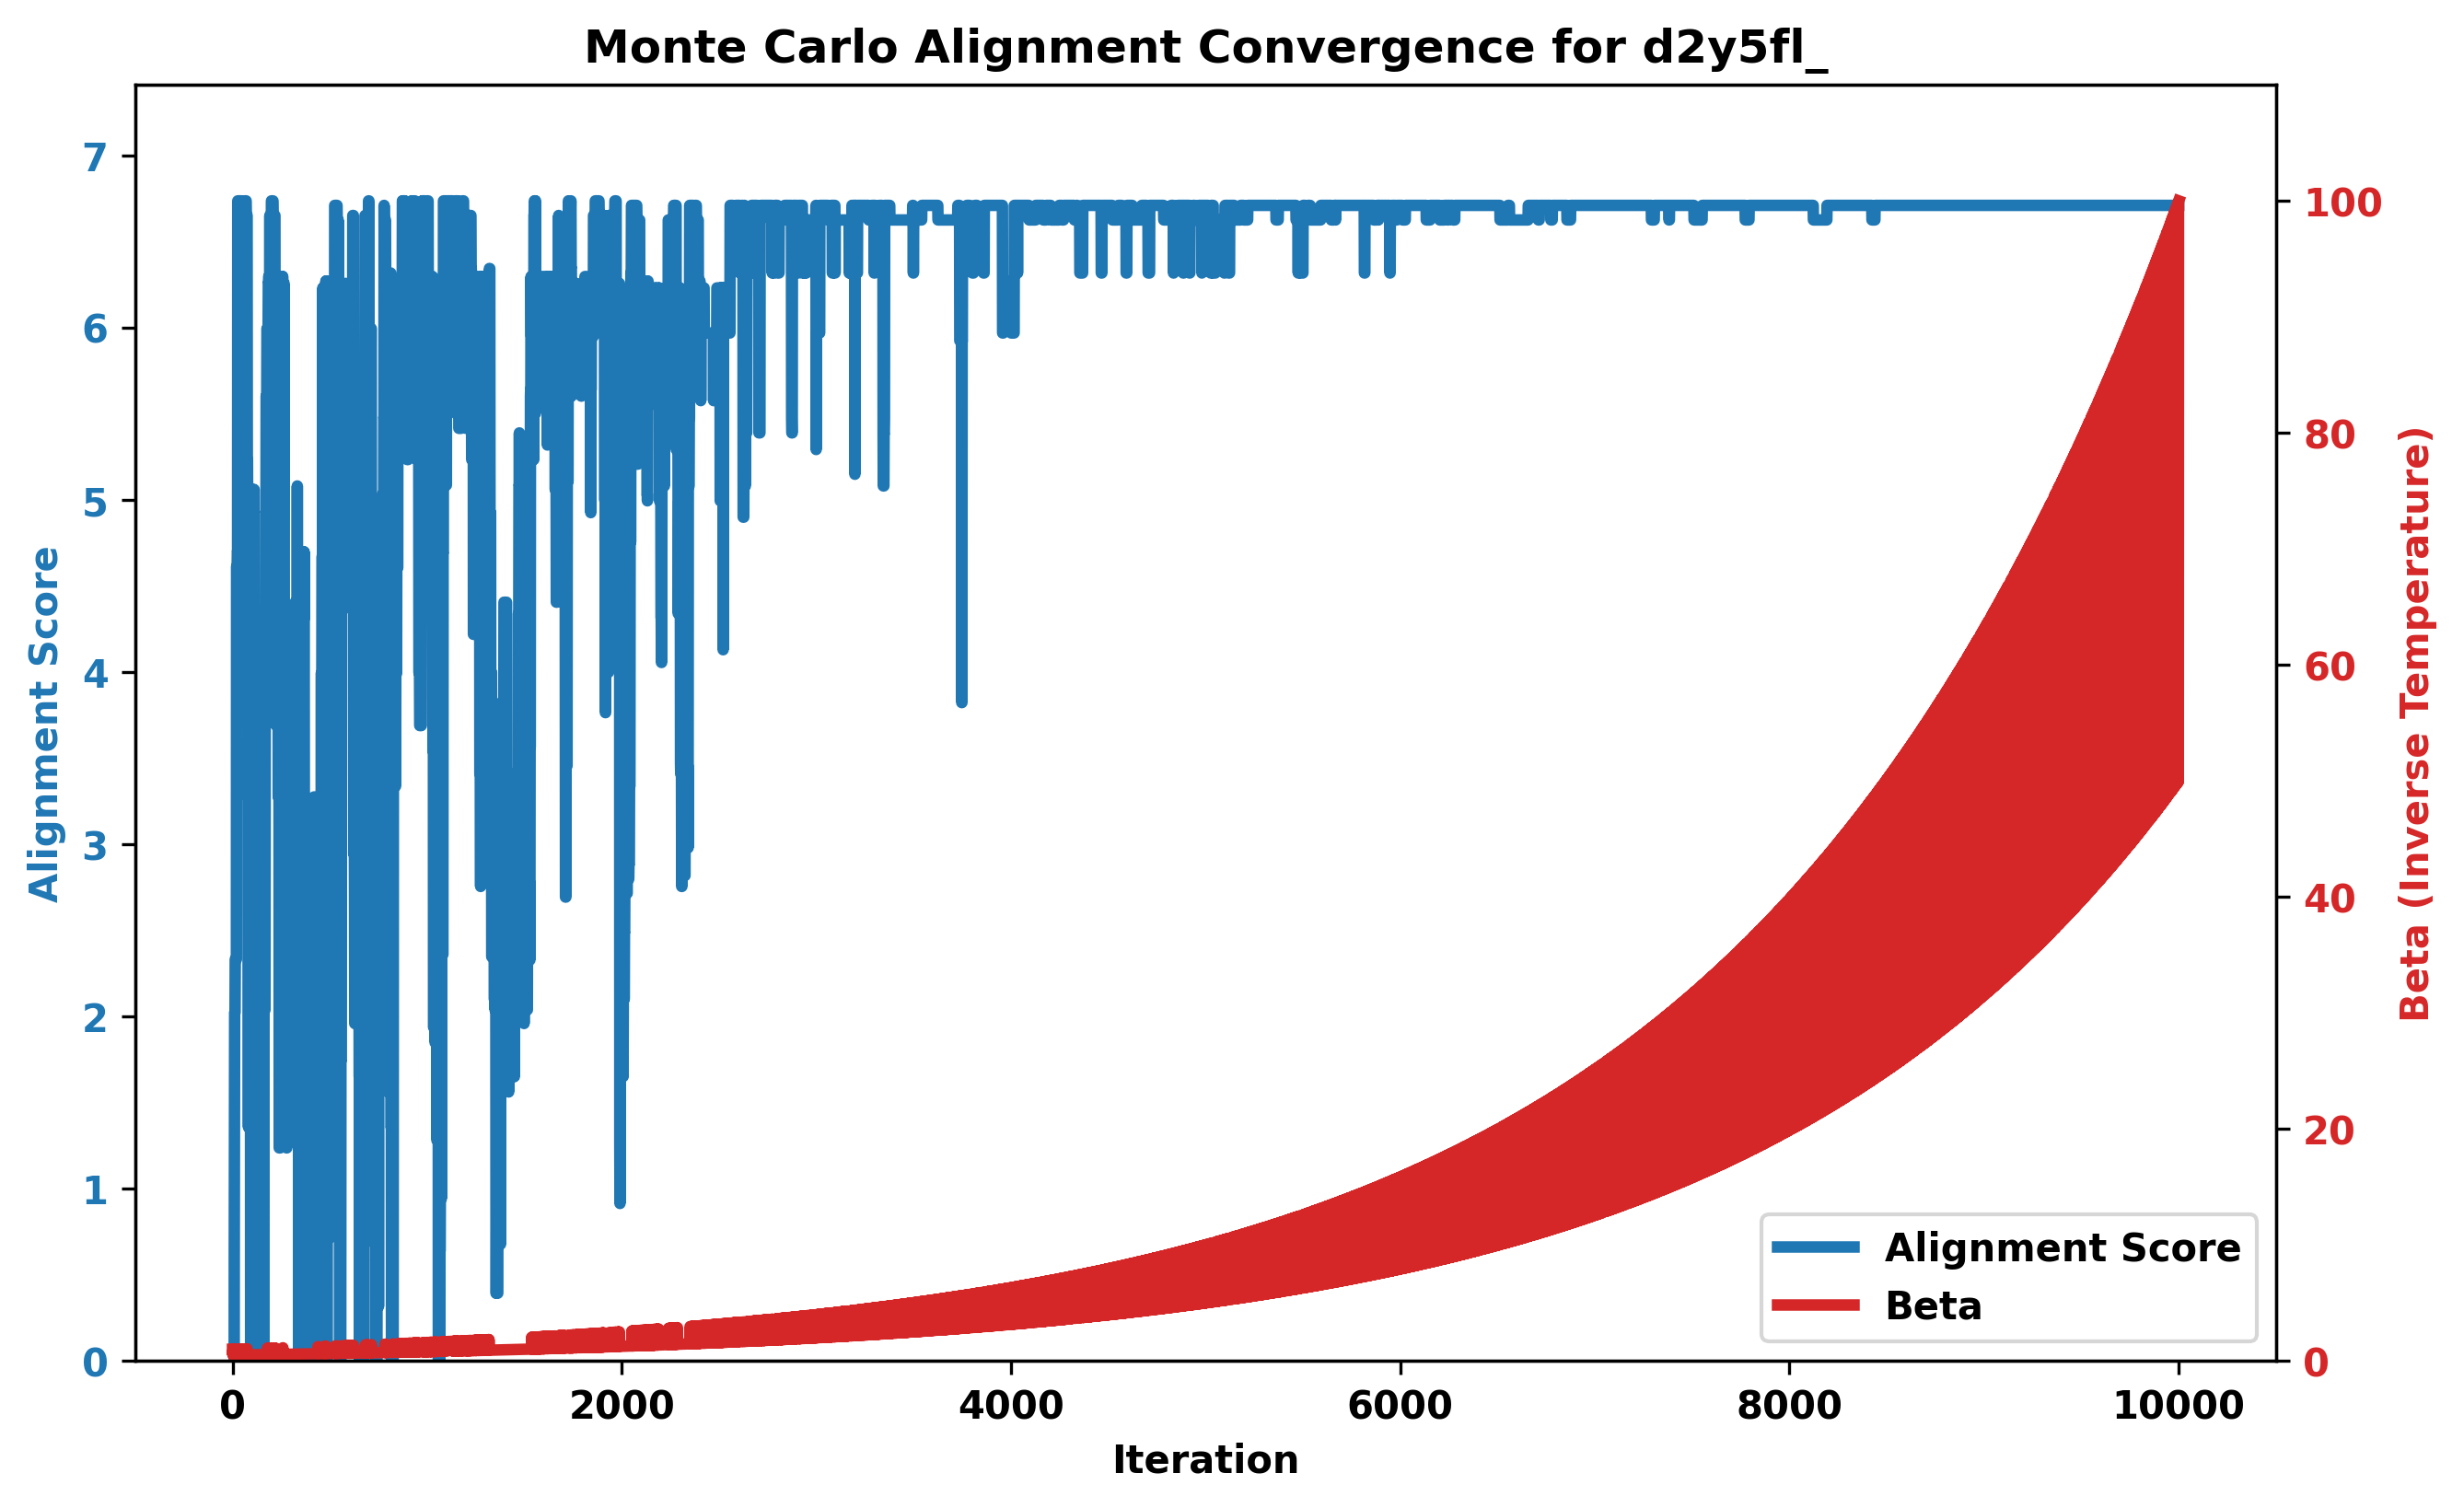 Monte Carlo Alignment Convergence for d2y5fl_
7
6
5
4
3
2
1
0
Alignment Score
100
80
60
40
20
0
Beta (Inverse Temperature)
Alignment Score
Beta
0 2000 4000 6000 8000 10000
Iteration